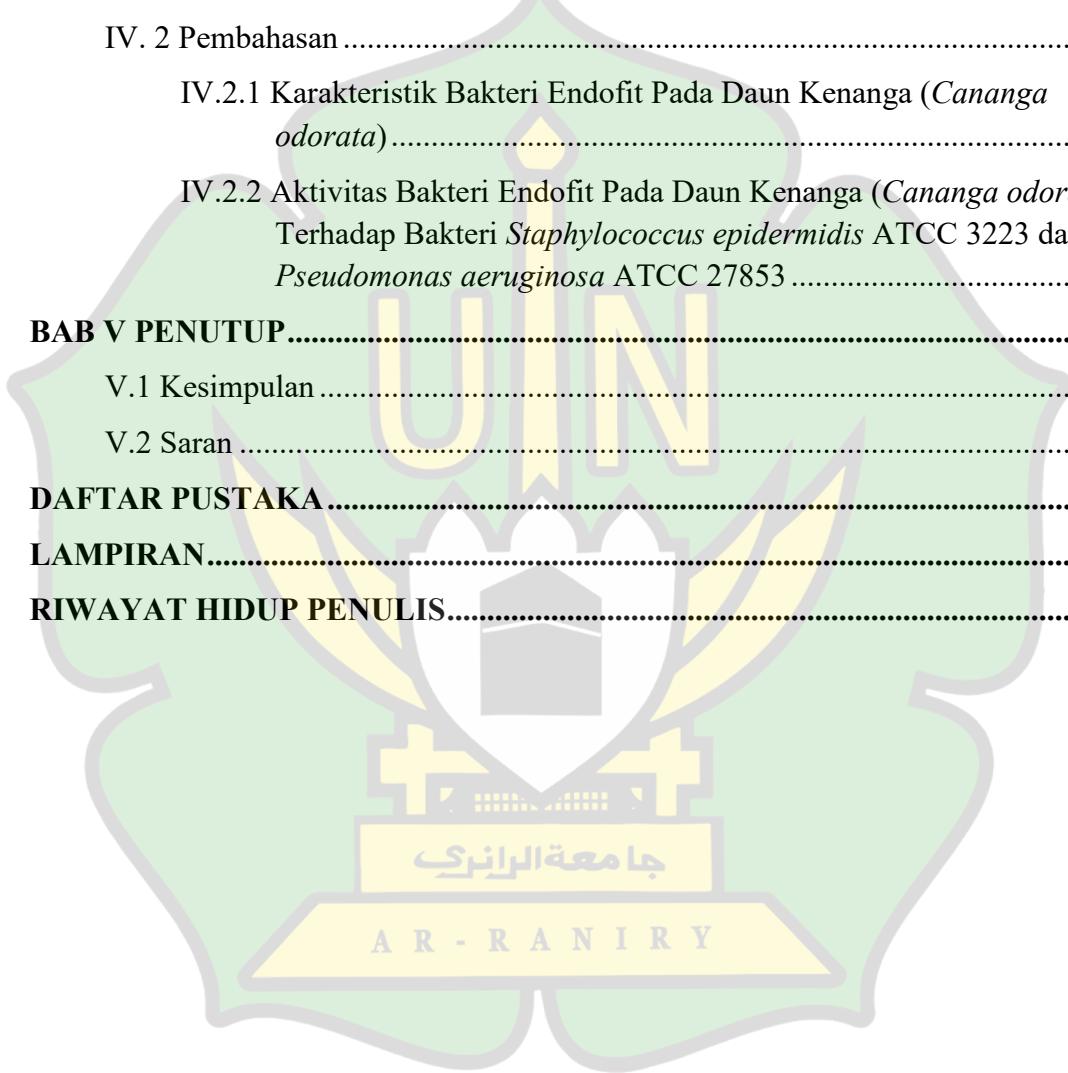 IV. 2 Pembahasan ................................................................................
IV.2.1 Karakteristik Bakteri Endofit Pada Daun Kenanga (Cananga
odorata) ................................................................................
IV.2.2 Aktivitas Bakteri Endofit Pada Daun Kenanga (Cananga odor
Terhadap Bakteri Staphylococcus epidermidis ATCC 3223 da
Pseudomonas aeruginosa ATCC 27853 ...................................
BAB V PENUTUP ................................................................................
V.1 Kesimpulan ................................................................................
V.2 Saran ................................................................................
DAFTAR PUSTAKA ................................................................................
LAMPIRAN ................................................................................
RIWAYAT HIDUP PENULIS ................................................................................
UIN
جامعة الرانري
AR-RANIRY